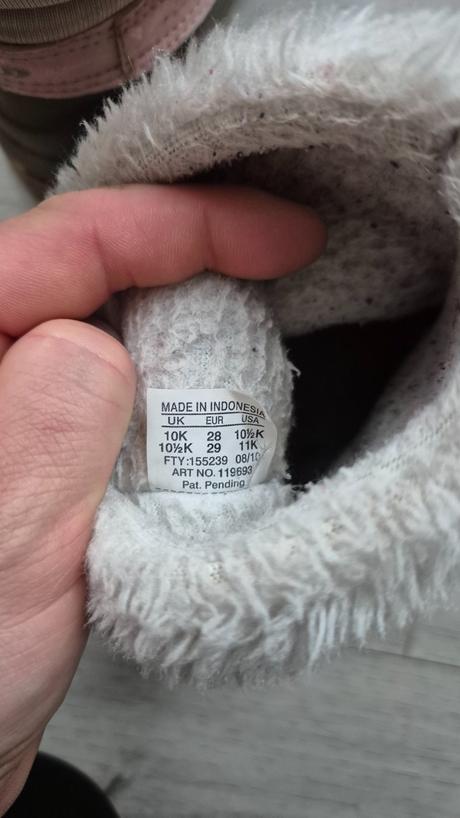 MADE IN INDONESIA
UK EUR USA
10K 28 10½K
10½K 29 11K
FTY:155239 08/10
ART NO. 119693
Pat. Pending